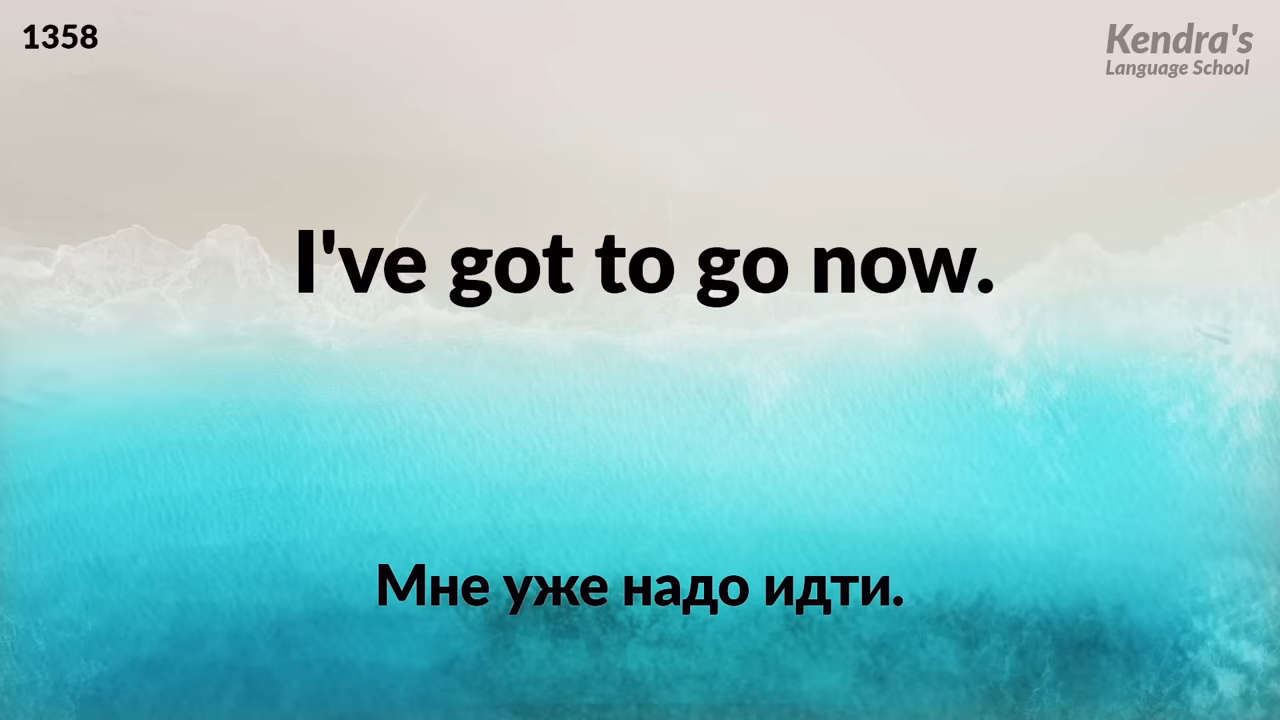 1358
Kendra's
Language School
I've got to go now.
Мне уже надо идти.